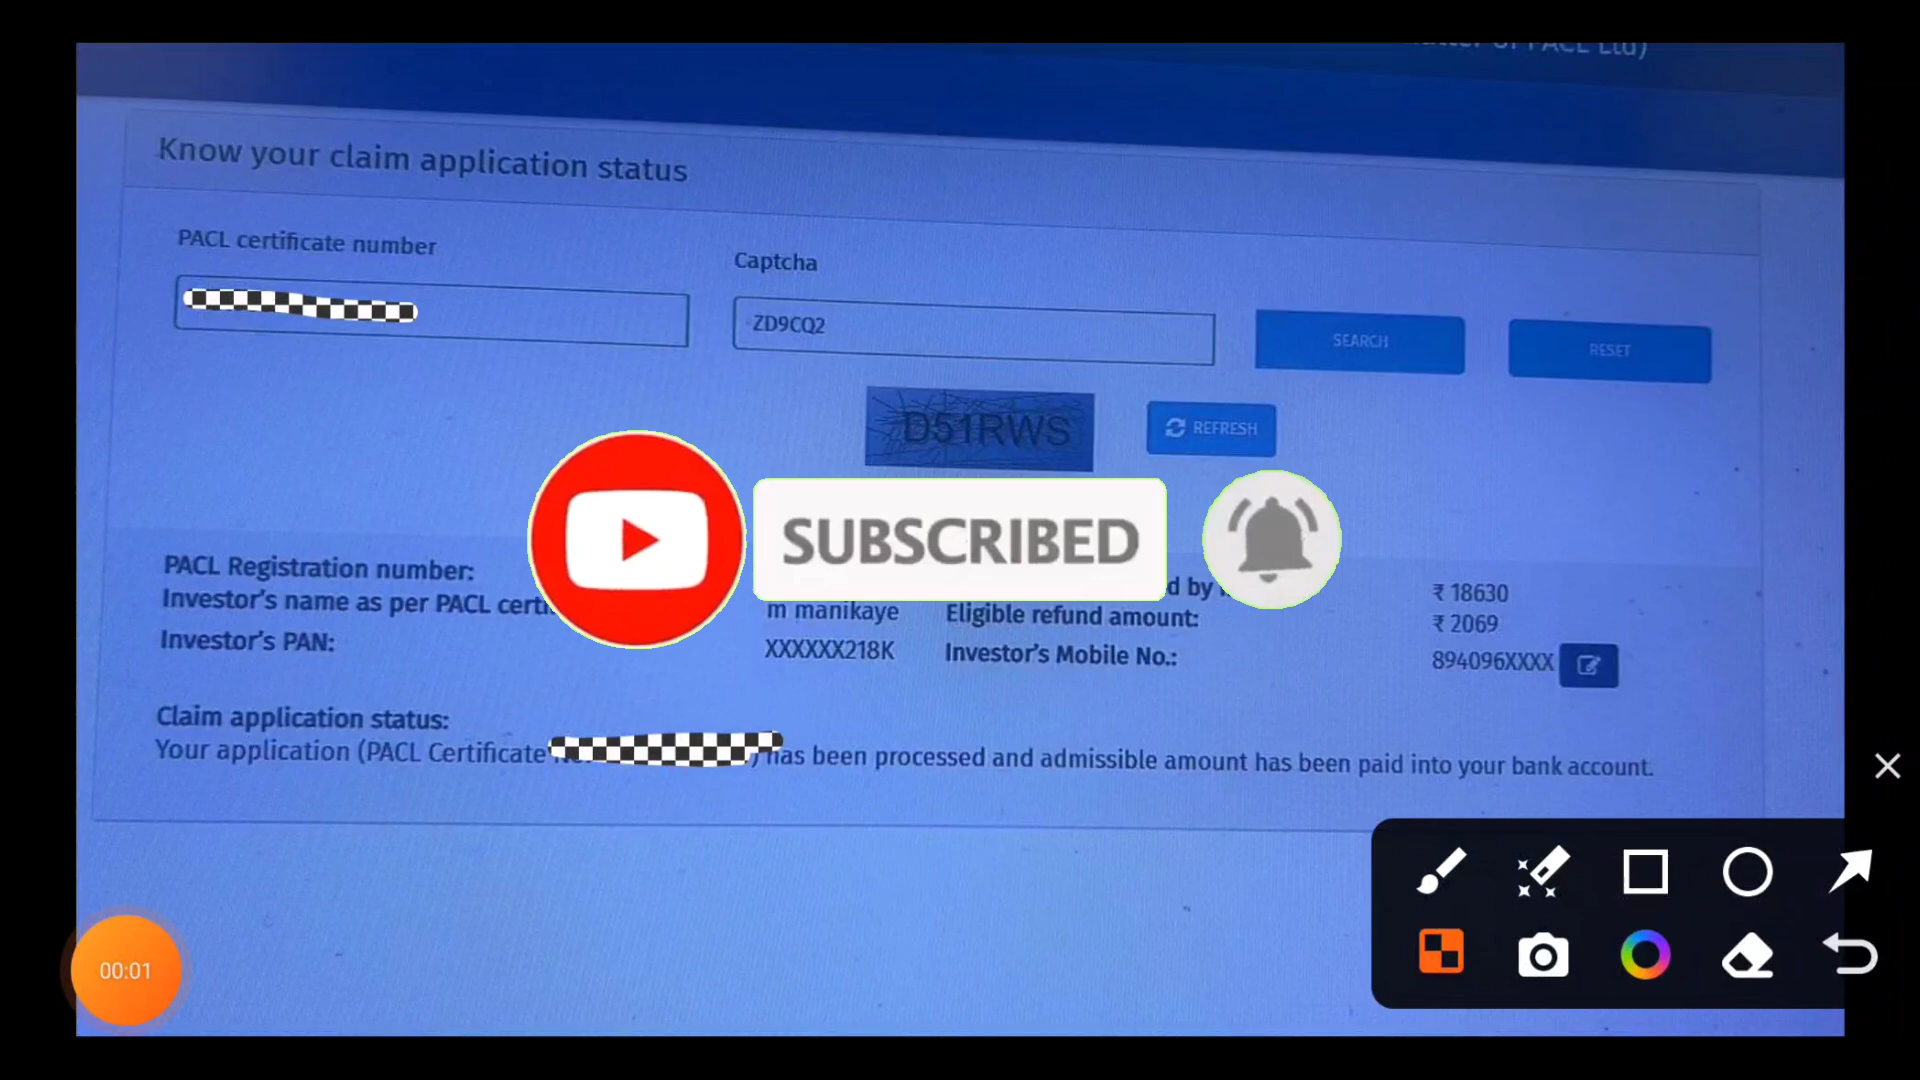 PACL Ltd)
Know your claim application status
PACL certificate number
Captcha
ZD9CQ2
SEARCH
RESET
D51RWS
REFRESH
SUBSCRIBED
PACL Registration number:
d by
₹ 18630
Investor's name as per PACL
m manikaye
Eligible refund amount:
₹ 2069
Investor's PAN:
XXXXXX218K
Investor's Mobile No.:
894096XXXX
Claim application status:
Your application (PACL Certificate
has been processed and admissible amount has been paid into your bank account.
00:01